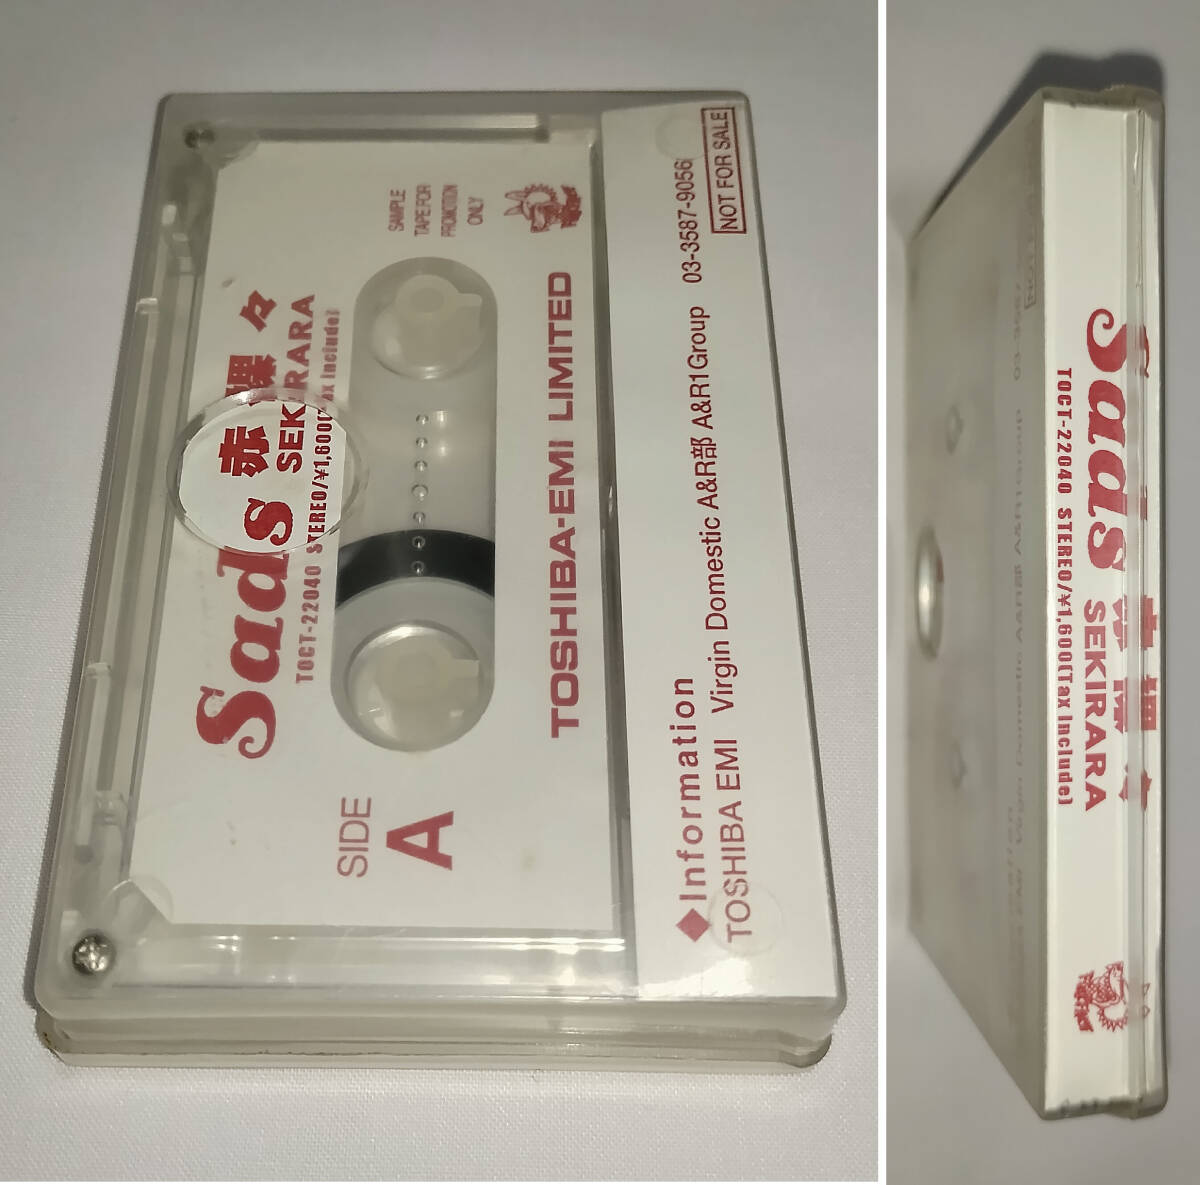 Sads 赤裸々
SEKIRARA
TOCT-22040 STEREO/¥1,600(Tax Include)
SIDE
A
SAMPLE
TAPE FOR
PROMOTION
ONLY
TOSHIBA-EMI LIMITED
◆Information
TOSHIBA EMI Virgin Domestic A&R部 A&R1Group 03-3587-9056
NOT FOR SALE
Sads 赤裸々
SEKIRARA
TOCT-22040 STEREO/¥1,600(Tax Include)